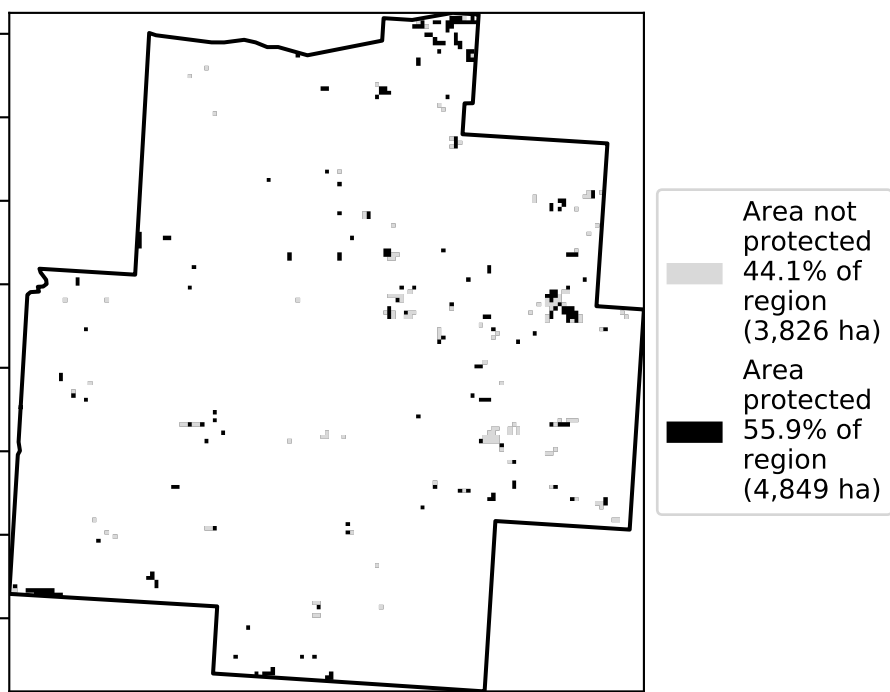 Area not
protected
44.1% of
region
(3,826 ha)
Area
protected
55.9% of
region
(4,849 ha)